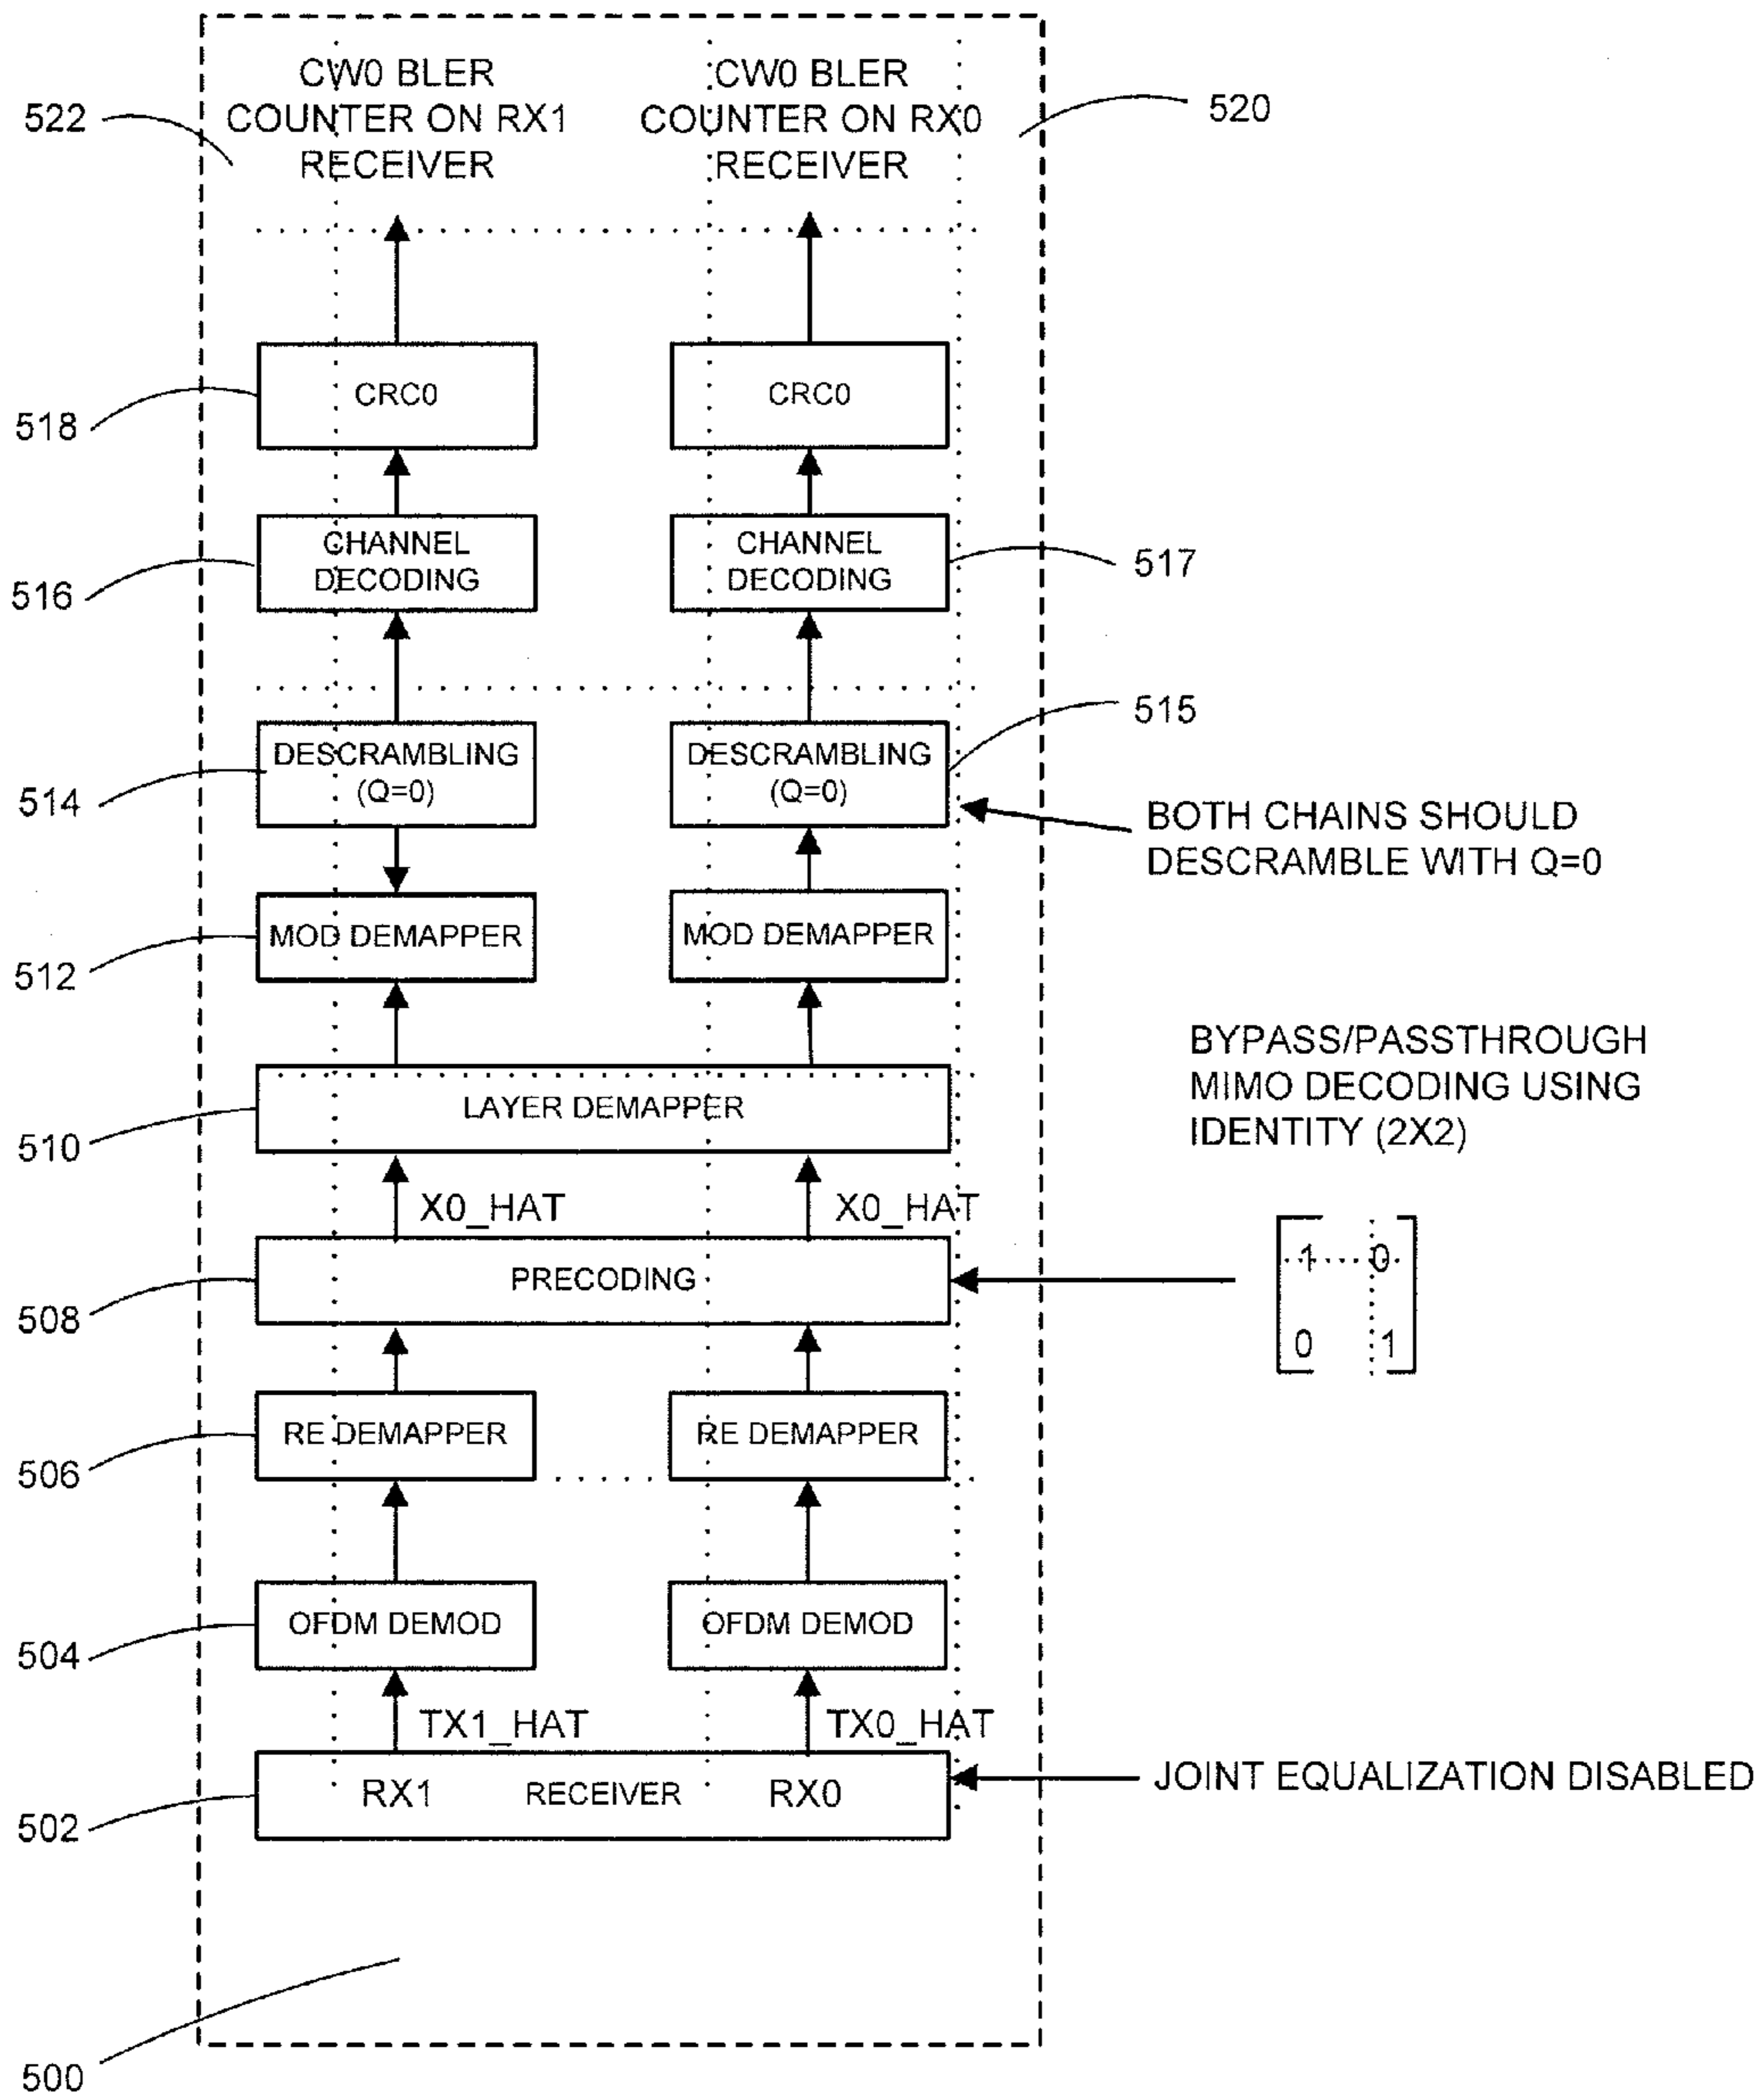 CW0 BLER
COUNTER ON RX1
RECEIVER
CW0 BLER
COUNTER ON RX0
RECEIVER
522
520
CRC0
CRC0
518
CHANNEL
DECODING
CHANNEL
DECODING
516
517
DESCRAMBLING
(Q=0)
DESCRAMBLING
(Q=0)
514
515
BOTH CHAINS SHOULD
DESCRAMBLE WITH Q=0
MOD DEMAPPER
MOD DEMAPPER
512
BYPASS/PASSTHROUGH
MIMO DECODING USING
IDENTITY (2X2)
LAYER DEMAPPER
510
X0_HAT
X0_HAT
1 0
0 1
PRECODING
508
RE DEMAPPER
RE DEMAPPER
506
OFDM DEMOD
OFDM DEMOD
504
TX1_HAT
TX0_HAT
RX1 RECEIVER RX0
JOINT EQUALIZATION DISABLED
502
500